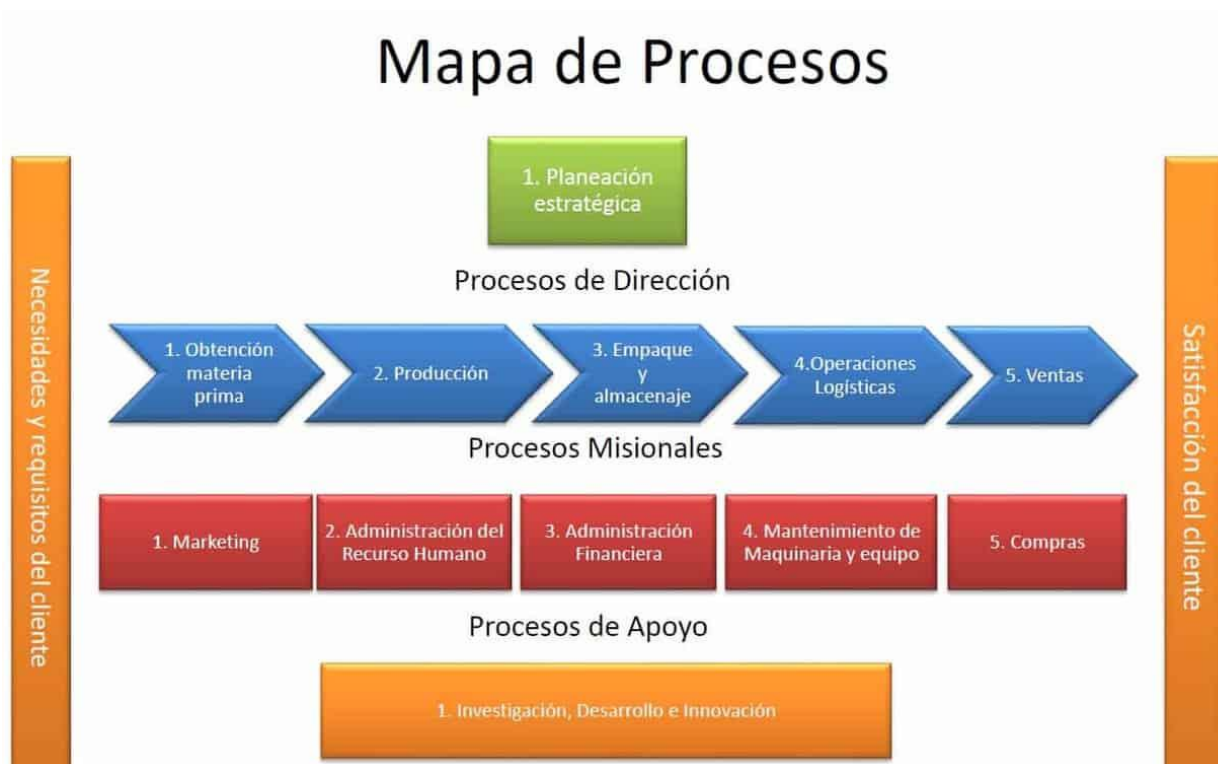 Mapa de Procesos
Necesidades y requisitos del cliente
1. Planeación
estratégica
Procesos de Dirección
1. Obtención
materia
prima
2. Producción
3. Empaque
y
almacenaje
4.Operaciones
Logísticas
5. Ventas
Procesos Misionales
1. Marketing
2. Administración del
Recurso Humano
3. Administración
Financiera
4. Mantenimiento de
Maquinaria y equipo
5. Compras
Procesos de Apoyo
1. Investigación, Desarrollo e Innovación
Satisfacción del cliente